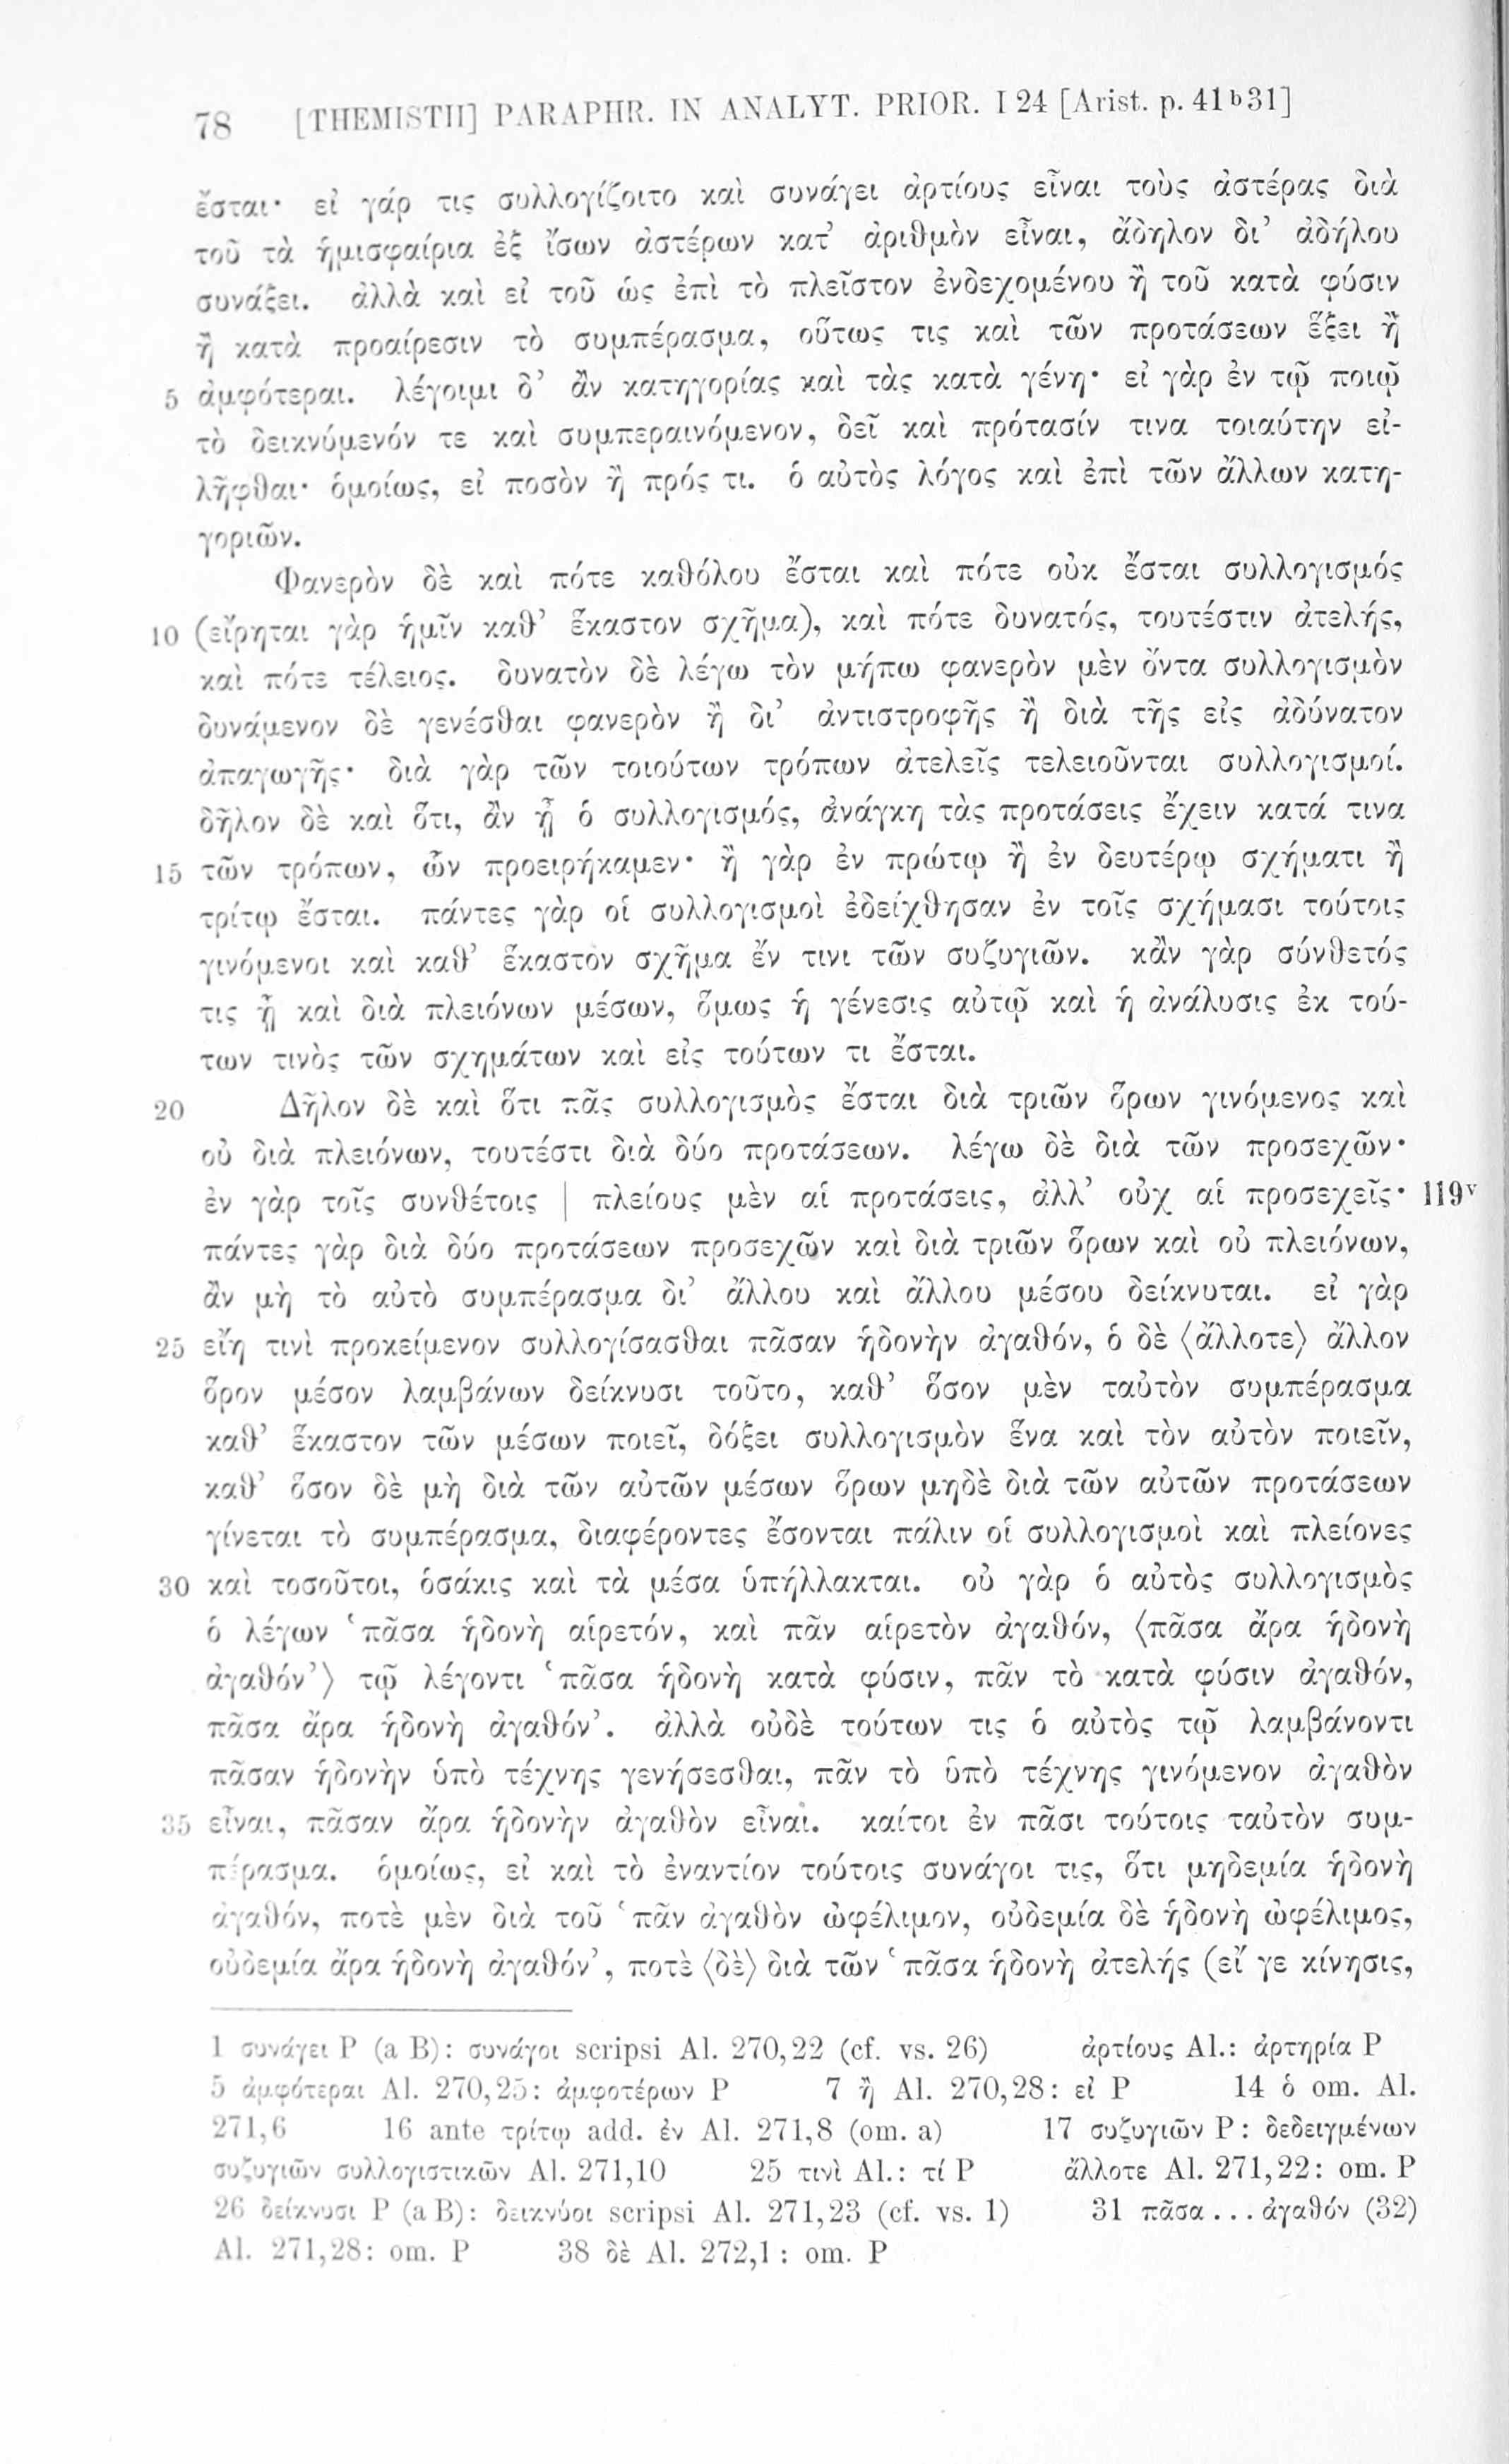 78 [THEMISTII] PARAPHR. IN ANALYT. PRIOR. I 24 [Arist. p. 41ᵇ31]
ἔσται· εἰ γάρ τις συλλογίζοιτο καὶ συνάγει ἀρτίους εἶναι τοὺς ἀστέρας διὰ
τοῦ τὰ ἡμισφαίρια ἐξ ἴσων ἀστέρων κατ’ ἀριθμὸν εἶναι, ἄδηλον δι’ ἀδήλου
συνάξει. ἀλλὰ καὶ εἰ τοῦ ὡς ἐπὶ τὸ πλεῖστον ἐνδεχομένου ἢ τοῦ κατὰ φύσιν
ἢ κατὰ προαίρεσιν τὸ συμπέρασμα, οὕτως τις καὶ τῶν προτάσεων ἕξει ἢ
5 ἀμφότεραι. λέγοιμι δ’ ἂν κατηγορίας καὶ τὰς κατὰ γένη· εἰ γὰρ ἐν τῷ ποιῷ
τὸ δεικνύμενόν τε καὶ συμπεραινόμενον, δεῖ καὶ πρότασίν τινα τοιαύτην εἰ-
λῆφθαι· ὁμοίως, εἰ ποσὸν ἢ πρός τι. ὁ αὐτὸς λόγος καὶ ἐπὶ τῶν ἄλλων κατη-
γοριῶν.
Φανερὸν δὲ καὶ πότε καθόλου ἔσται καὶ πότε οὐκ ἔσται συλλογισμός
10 (εἴρηται γὰρ ἡμῖν καθ’ ἕκαστον σχῆμα), καὶ πότε δυνατός, τουτέστιν ἀτελής,
καὶ πότε τέλειος. δυνατὸν δὲ λέγω τὸν μήπω φανερὸν μὲν ὄντα συλλογισμὸν
δυνάμενον δὲ γενέσθαι φανερὸν ἢ δι’ ἀντιστροφῆς ἢ διὰ τῆς εἰς ἀδύνατον
ἀπαγωγῆς· διὰ γὰρ τῶν τοιούτων τρόπων ἀτελεῖς τελειοῦνται συλλογισμοί.
δῆλον δὲ καὶ ὅτι, ἂν ᾖ ὁ συλλογισμός, ἀνάγκη τὰς προτάσεις ἔχειν κατά τινα
15 τῶν τρόπων, ὧν προειρήκαμεν· ἢ γὰρ ἐν πρώτῳ ἢ ἐν δευτέρῳ σχήματι ἢ
τρίτῳ ἔσται. πάντες γὰρ οἱ συλλογισμοὶ ἐδείχθησαν ἐν τοῖς σχήμασι τούτοις
γινόμενοι καὶ καθ’ ἕκαστον σχῆμα ἔν τινι τῶν συζυγιῶν. κἂν γὰρ σύνθετός
τις ᾖ καὶ διὰ πλειόνων μέσων, ὅμως ἡ γένεσις αὐτῷ καὶ ἡ ἀνάλυσις ἐκ τού-
των τινὸς τῶν σχημάτων καὶ εἰς τούτων τι ἔσται.
20 Δῆλον δὲ καὶ ὅτι πᾶς συλλογισμὸς ἔσται διὰ τριῶν ὅρων γινόμενος καὶ
οὐ διὰ πλειόνων, τουτέστι διὰ δύο προτάσεων. λέγω δὲ διὰ τῶν προσεχῶν·
ἐν γὰρ τοῖς συνθέτοις | πλείους μὲν αἱ προτάσεις, ἀλλ’ οὐχ αἱ προσεχεῖς· 119ᵛ
πάντες γὰρ διὰ δύο προτάσεων προσεχῶν καὶ διὰ τριῶν ὅρων καὶ οὐ πλειόνων,
ἂν μὴ τὸ αὐτὸ συμπέρασμα δι’ ἄλλου καὶ ἄλλου μέσου δείκνυται. εἰ γὰρ
25 εἴη τινὶ προκείμενον συλλογίσασθαι πᾶσαν ἡδονὴν ἀγαθόν, ὁ δὲ ⟨ἄλλοτε⟩ ἄλλον
ὅρον μέσον λαμβάνων δείκνυσι τοῦτο, καθ’ ὅσον μὲν ταὐτὸν συμπέρασμα
καθ’ ἕκαστον τῶν μέσων ποιεῖ, δόξει συλλογισμὸν ἕνα καὶ τὸν αὐτὸν ποιεῖν,
καθ’ ὅσον δὲ μὴ διὰ τῶν αὐτῶν μέσων ὅρων μηδὲ διὰ τῶν αὐτῶν προτάσεων
γίνεται τὸ συμπέρασμα, διαφέροντες ἔσονται πάλιν οἱ συλλογισμοὶ καὶ πλείονες
30 καὶ τοσοῦτοι, ὁσάκις καὶ τὰ μέσα ὑπήλλακται. οὐ γὰρ ὁ αὐτὸς συλλογισμὸς
ὁ λέγων ‘πᾶσα ἡδονὴ αἱρετόν, καὶ πᾶν αἱρετὸν ἀγαθόν, ⟨πᾶσα ἄρα ἡδονὴ
ἀγαθόν’⟩ τῷ λέγοντι ‘πᾶσα ἡδονὴ κατὰ φύσιν, πᾶν τὸ κατὰ φύσιν ἀγαθόν,
πᾶσα ἄρα ἡδονὴ ἀγαθόν’. ἀλλὰ οὐδὲ τούτων τις ὁ αὐτὸς τῷ λαμβάνοντι
πᾶσαν ἡδονὴν ὑπὸ τέχνης γενήσεσθαι, πᾶν τὸ ὑπὸ τέχνης γινόμενον ἀγαθὸν
35 εἶναι, πᾶσαν ἄρα ἡδονὴν ἀγαθὸν εἶναι. καίτοι ἐν πᾶσι τούτοις ταὐτὸν συμ-
πέρασμα. ὁμοίως, εἰ καὶ τὸ ἐναντίον τούτοις συνάγοι τις, ὅτι μηδεμία ἡδονὴ
ἀγαθόν, ποτὲ μὲν διὰ τοῦ ‘πᾶν ἀγαθὸν ὠφέλιμον, οὐδεμία δὲ ἡδονὴ ὠφέλιμος,
οὐδεμία ἄρα ἡδονὴ ἀγαθόν’, ποτὲ ⟨δὲ⟩ διὰ τῶν ‘πᾶσα ἡδονὴ ἀτελής (εἴ γε κίνησις,
1 συνάγει P (a B): συνάγοι scripsi Al. 270,22 (cf. vs. 26) ἀρτίους Al.: ἀρτηρία P
5 ἀμφότεραι Al. 270,25: ἀμφοτέρων P 7 ἢ Al. 270,28: εἰ P 14 ὁ om. Al.
271,6 16 ante τρίτῳ add. ἐν Al. 271,8 (om. a) 17 συζυγιῶν P: δεδειγμένων
συζυγιῶν συλλογιστικῶν Al. 271,10 25 τινὶ Al.: τί P ἄλλοτε Al. 271,22: om. P
26 δείκνυσι P (a B): δεικνύοι scripsi Al. 271,23 (cf. vs. 1) 31 πᾶσα . . . ἀγαθόν (32)
Al. 271,28: om. P 38 δὲ Al. 272,1: om. P